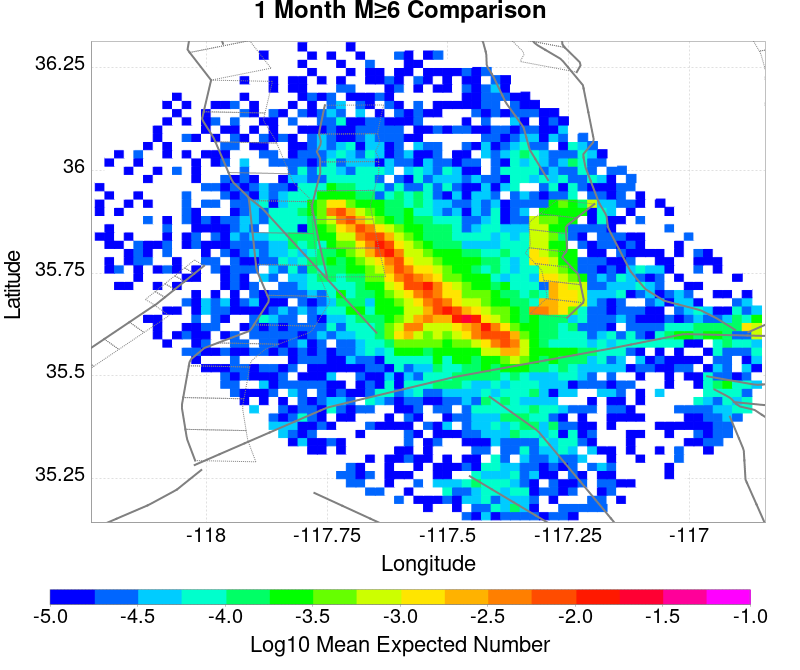 1 Month M≥6 Comparison
36.25
36
35.75
35.5
35.25
Latitude
-118 -117.75 -117.5 -117.25 -117
Longitude
-5.0 -4.5 -4.0 -3.5 -3.0 -2.5 -2.0 -1.5 -1.0
Log10 Mean Expected Number